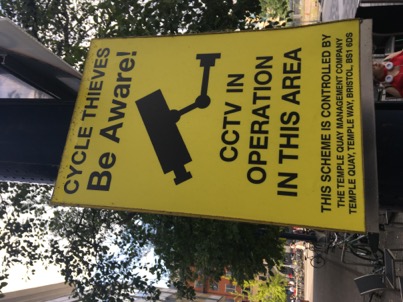 CYCLE THIEVES
Be Aware!
CCTV IN
OPERATION
IN THIS AREA
THIS SCHEME IS CONTROLLED BY
THE TEMPLE QUAY MANAGEMENT COMPANY
TEMPLE QUAY, TEMPLE WAY, BRISTOL, BS1 6DS